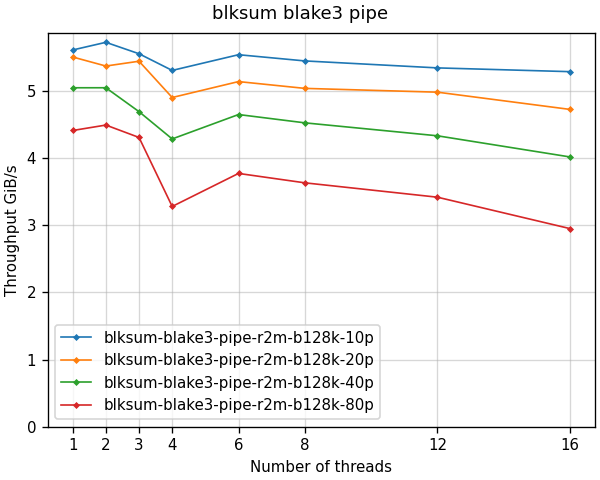 blksum blake3 pipe
Throughput GiB/s
5
4
3
2
1
0
blksum-blake3-pipe-r2m-b128k-10p
blksum-blake3-pipe-r2m-b128k-20p
blksum-blake3-pipe-r2m-b128k-40p
blksum-blake3-pipe-r2m-b128k-80p
1 2 3 4 6 8 12 16
Number of threads